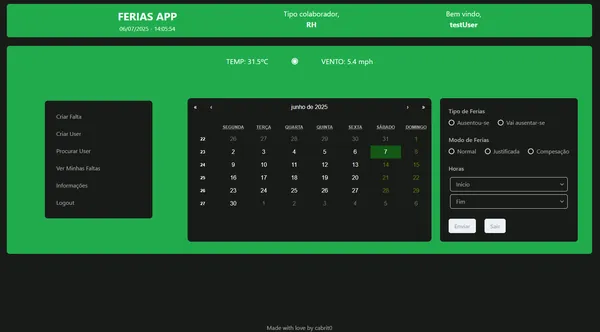 FERIAS APP
06/07/2025 - 14:05:54
Tipo colaborador,
RH
Bem vindo,
testUser
TEMP: 31.5ºC
VENTO: 5.4 mph
Criar Falta
Criar User
Procurar User
Ver Minhas Faltas
Informações
Logout
« ‹ junho de 2025 › »
SEGUNDA TERÇA QUARTA QUINTA SEXTA SÁBADO DOMINGO
22 26 27 28 29 30 31 1
23 2 3 4 5 6 7 8
24 9 10 11 12 13 14 15
25 16 17 18 19 20 21 22
26 23 24 25 26 27 28 29
27 30 1 2 3 4 5 6
Tipo de Ferias
Ausentou-se Vai ausentar-se
Modo de Ferias
Normal Justificada Compesação
Horas
Inicio
Fim
Enviar Sair
Made with love by cabrit0